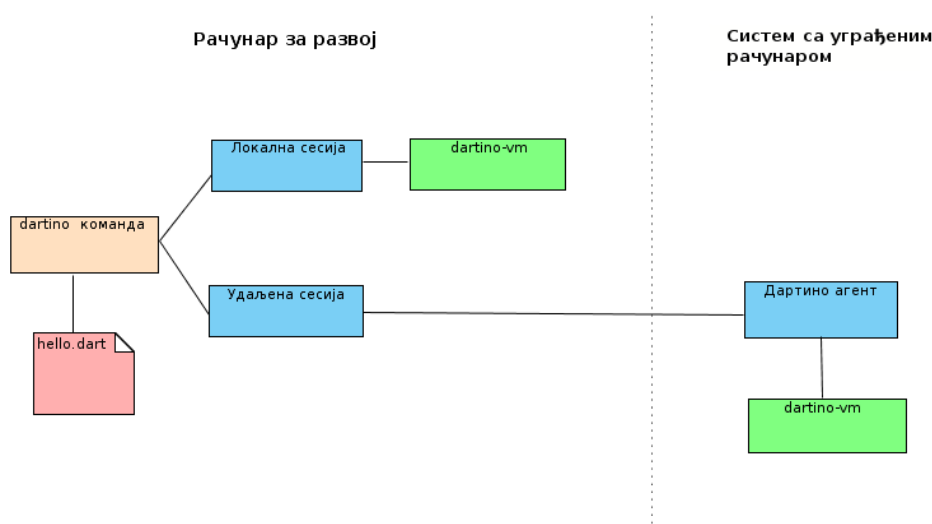 Рачунар за развој
Систем са уграђеним
рачунаром
Локална сесија
dartino-vm
dartino команда
Удаљена сесија
Дартино агент
hello.dart
dartino-vm